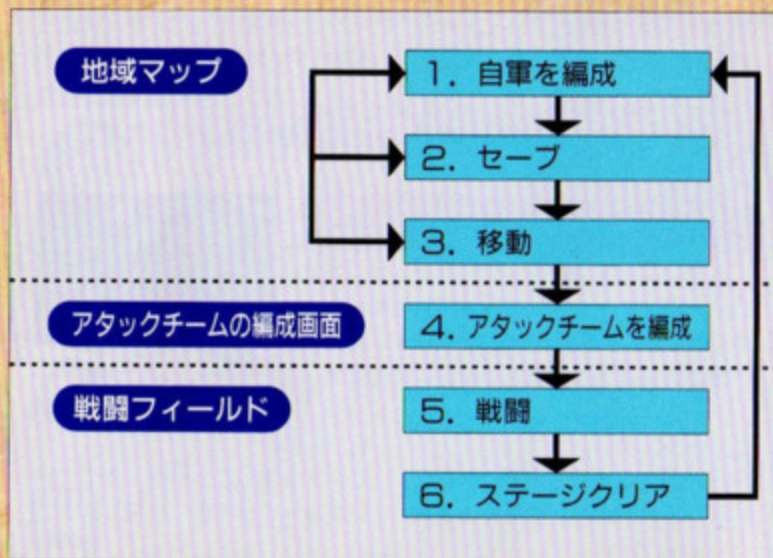 地域マップ
1．自軍を編成
2．セーブ
3．移動
アタックチームの編成画面
4．アタックチームを編成
戦闘フィールド
5．戦闘
6．ステージクリア